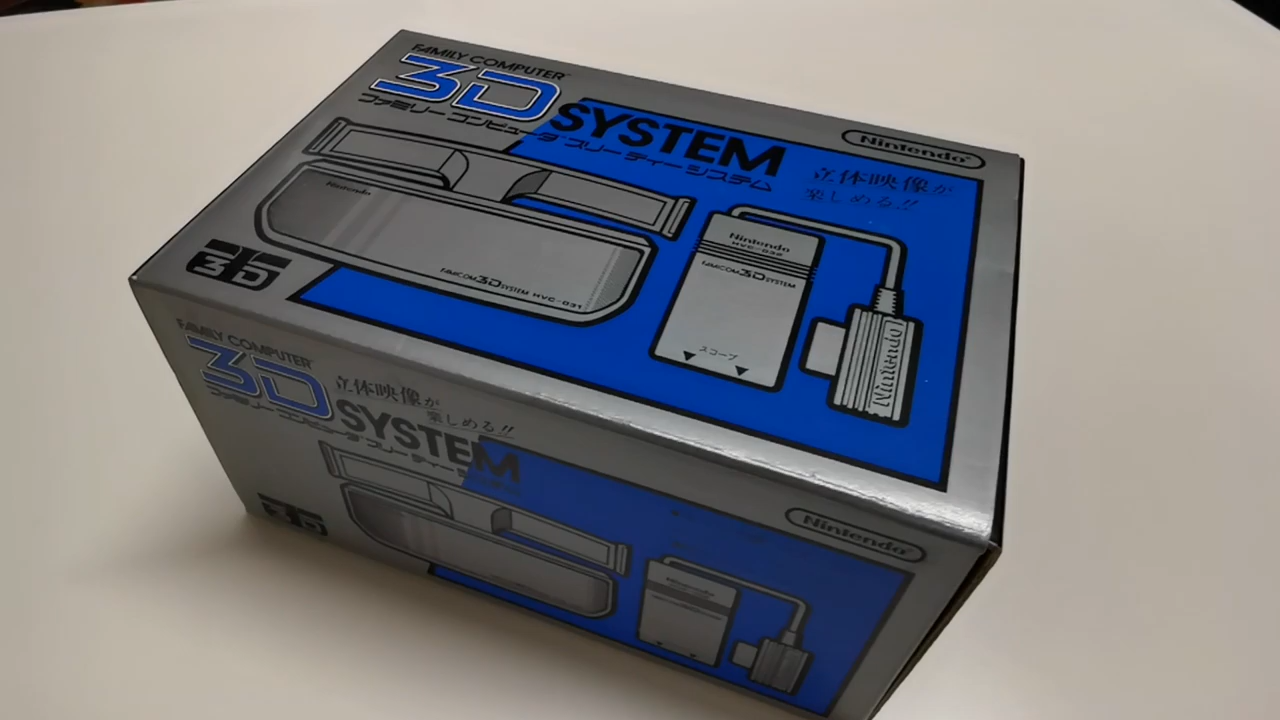 FAMILY COMPUTER™
3D SYSTEM
ファミリー コンピュータ スリー ディー システム
Nintendo®
立体映像が
楽しめる!!
Nintendo
FAMICOM 3D SYSTEM HVC-031
Nintendo
HVC-032
FAMICOM 3D SYSTEM
スコープ
Nintendo
3D
FAMILY COMPUTER™
3D SYSTEM
ファミリー コンピュータ スリー ディー システム
立体映像が
楽しめる!!
Nintendo®
Nintendo
3D